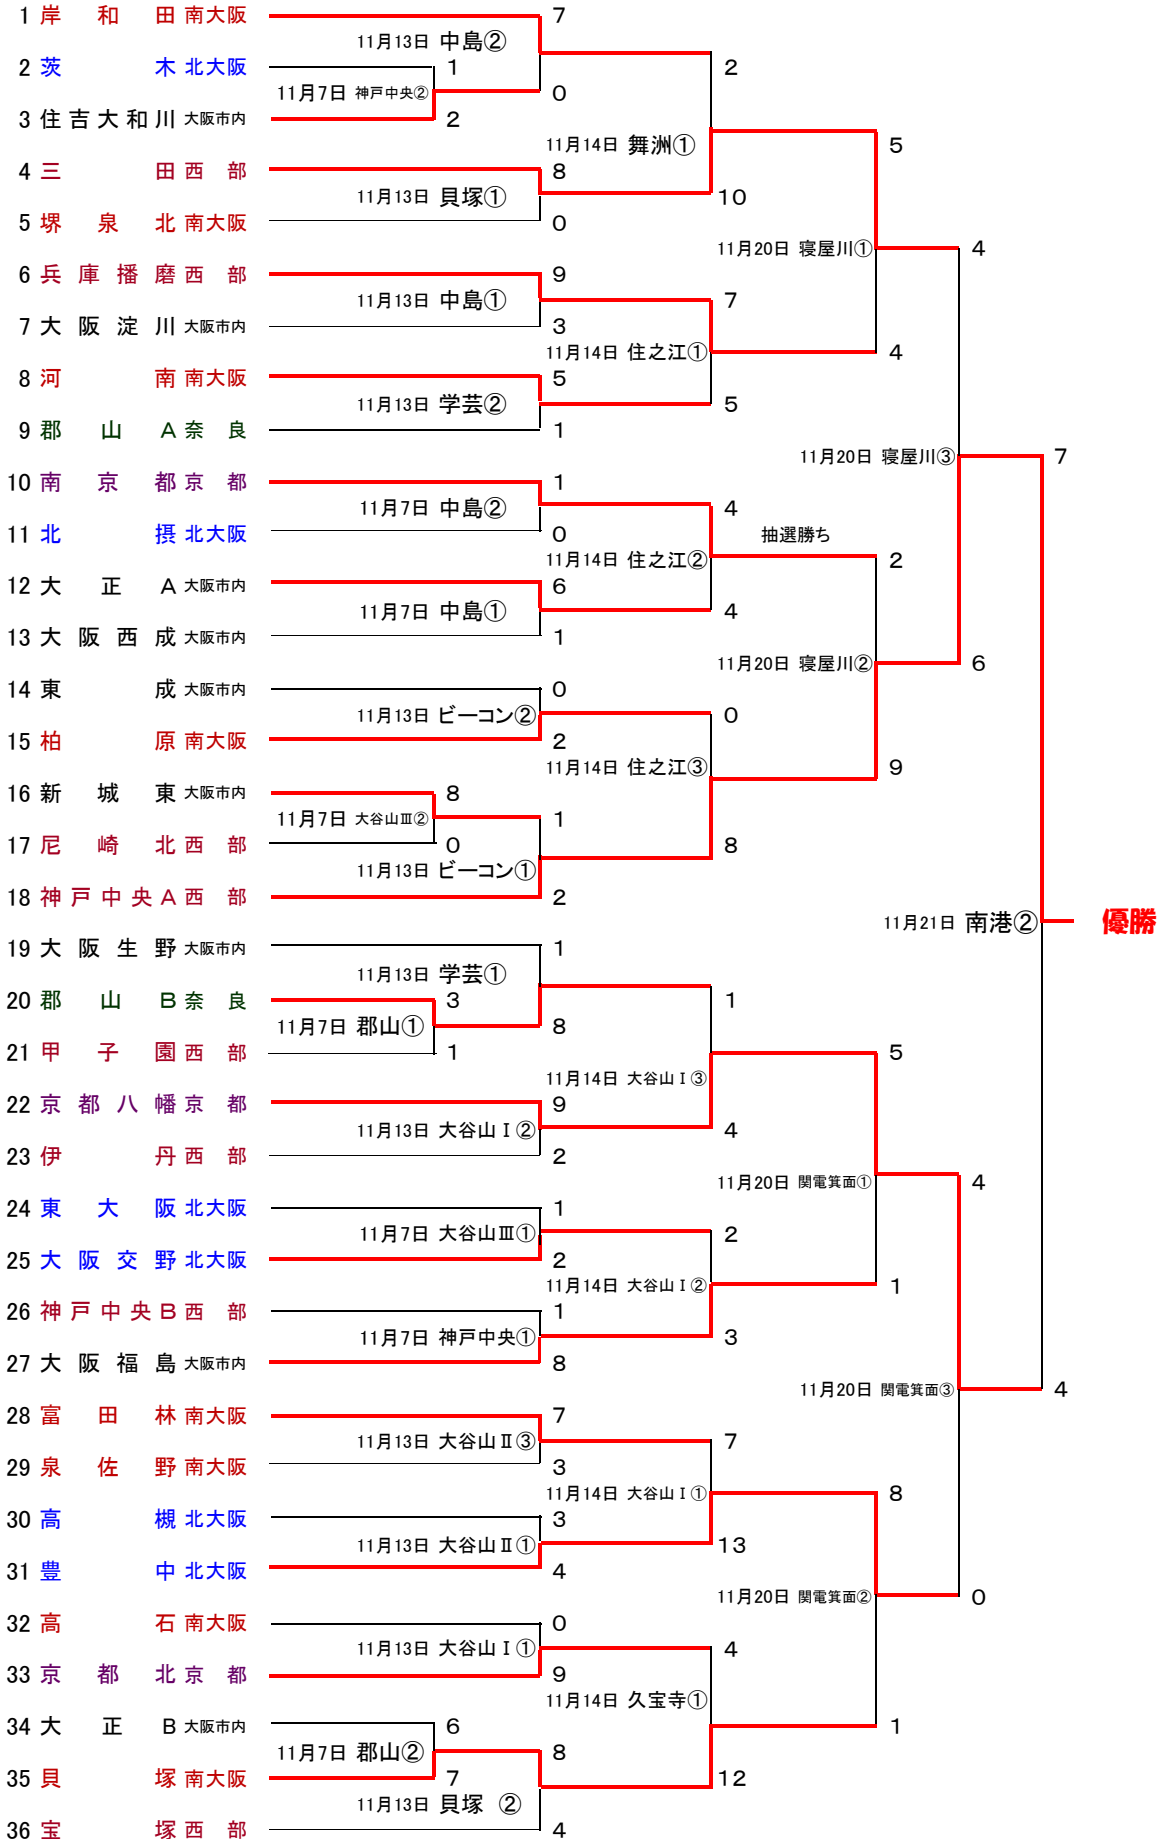 1 岸和田 南大阪 7
11月13日 中島②
2 茨木 北大阪 1 2
11月7日 神戸中央② 0
3 住吉大和川 大阪市内 2
11月14日 舞洲① 5
4 三田 西部 8
11月13日 貝塚① 10
5 堺泉北 南大阪 0
11月20日 寝屋川① 4
6 兵庫播磨 西部 9
11月13日 中島① 7
7 大阪淀川 大阪市内 3
11月14日 住之江① 4
8 河南 南大阪 5
11月13日 学芸② 5
9 郡山A 奈良 1
11月20日 寝屋川③ 7
10 南京都 京都 1
11月7日 中島② 4
11 北摂 北大阪 0 抽選勝ち
11月14日 住之江② 2
12 大正A 大阪市内 6
11月7日 中島① 4
13 大阪西成 大阪市内 1
11月20日 寝屋川② 6
14 東成 大阪市内 0
11月13日 ビーコン② 0
15 柏原 南大阪 2
11月14日 住之江③ 9
16 新城東 大阪市内 8
11月7日 大谷山Ⅲ② 1
17 尼崎北 西部 0 8
11月13日 ビーコン①
18 神戸中央A 西部 2
11月21日 南港② 優勝
19 大阪生野 大阪市内 1
11月13日 学芸①
20 郡山B 奈良 3 1
11月7日 郡山① 8
21 甲子園 西部 1 5
11月14日 大谷山Ⅰ③
22 京都八幡 京都 9
11月13日 大谷山Ⅰ② 4
23 伊丹 西部 2
11月20日 関電箕面① 4
24 東大阪 北大阪 1
11月7日 大谷山Ⅲ① 2
25 大阪交野 北大阪 2
11月14日 大谷山Ⅰ② 1
26 神戸中央B 西部 1
11月7日 神戸中央① 3
27 大阪福島 大阪市内 8
11月20日 関電箕面③ 4
28 富田林 南大阪 7
11月13日 大谷山Ⅱ③ 7
29 泉佐野 南大阪 3
11月14日 大谷山Ⅰ① 8
30 高槻 北大阪 3
11月13日 大谷山Ⅱ① 13
31 豊中 北大阪 4
11月20日 関電箕面② 0
32 高石 南大阪 0
11月13日 大谷山Ⅰ① 4
33 京都北 京都 9
11月14日 久宝寺① 1
34 大正B 大阪市内 6
11月7日 郡山② 8
35 貝塚 南大阪 7 12
11月13日 貝塚 ②
36 宝塚 西部 4